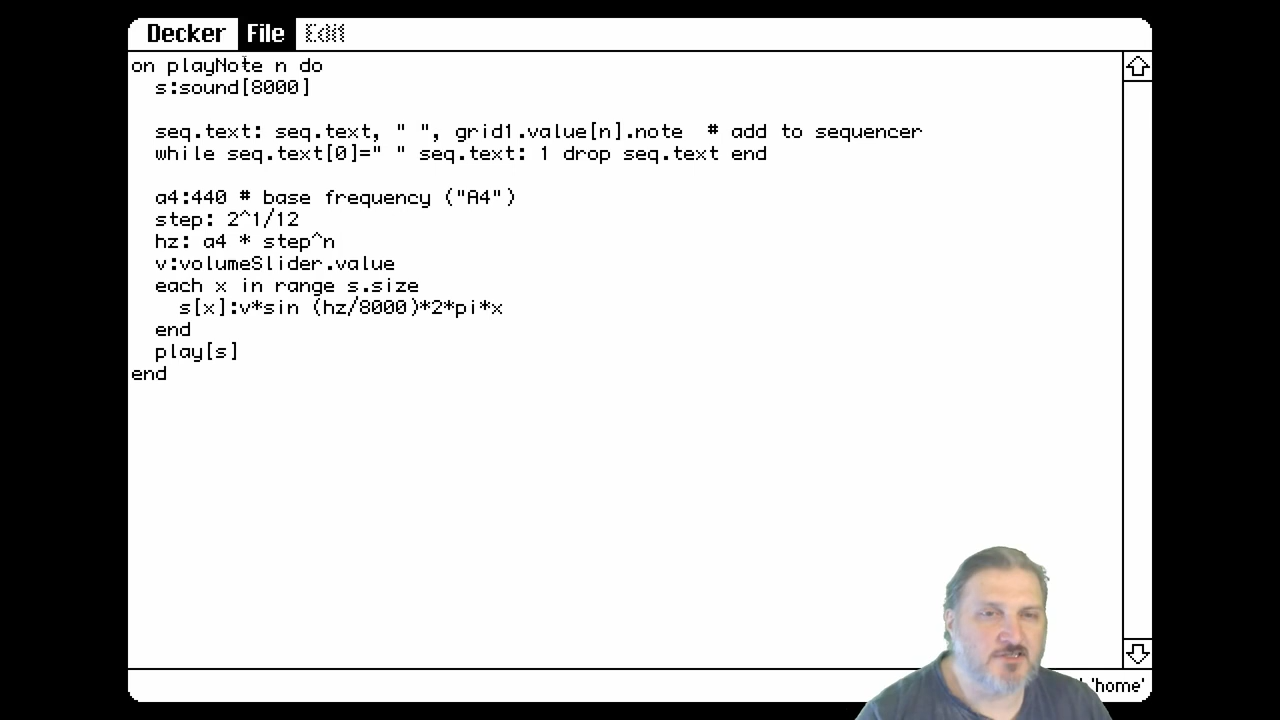 Decker File Edit
on playNote n do
  s:sound[8000]
  seq.text: seq.text, " ", grid1.value[n].note  # add to sequencer
  while seq.text[0]=" " seq.text: 1 drop seq.text end
  a4:440 # base frequency ("A4")
  step: 2^1/12
  hz: a4 * step^n
  v:volumeSlider.value
  each x in range s.size
    s[x]:v*sin (hz/8000)*2*pi*x
  end
  play[s]
end
'home'